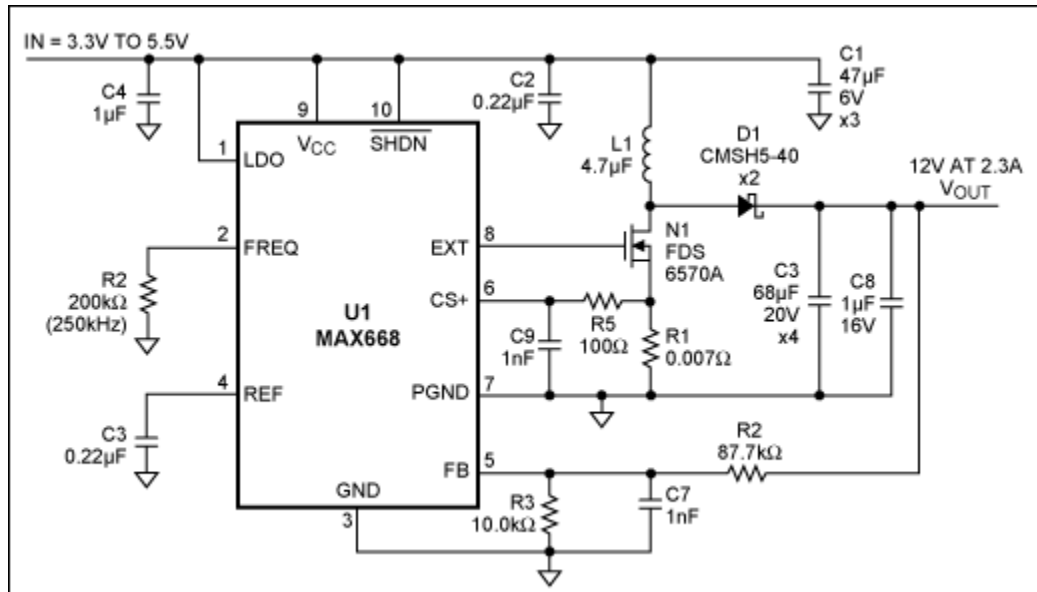 IN = 3.3V TO 5.5V
C4
1µF
C2
0.22µF
C1
47µF
6V
x3
9
10
VCC
SHDN
1
LDO
L1
4.7µF
D1
CMSH5-40
x2
12V AT 2.3A
VOUT
2
FREQ
EXT
8
N1
FDS
6570A
R2
200kΩ
(250kHz)
U1
MAX668
CS+
6
R5
100Ω
C9
1nF
R1
0.007Ω
C3
68µF
20V
x4
C8
1µF
16V
4
REF
PGND
7
C3
0.22µF
R2
87.7kΩ
FB
5
GND
3
R3
10.0kΩ
C7
1nF